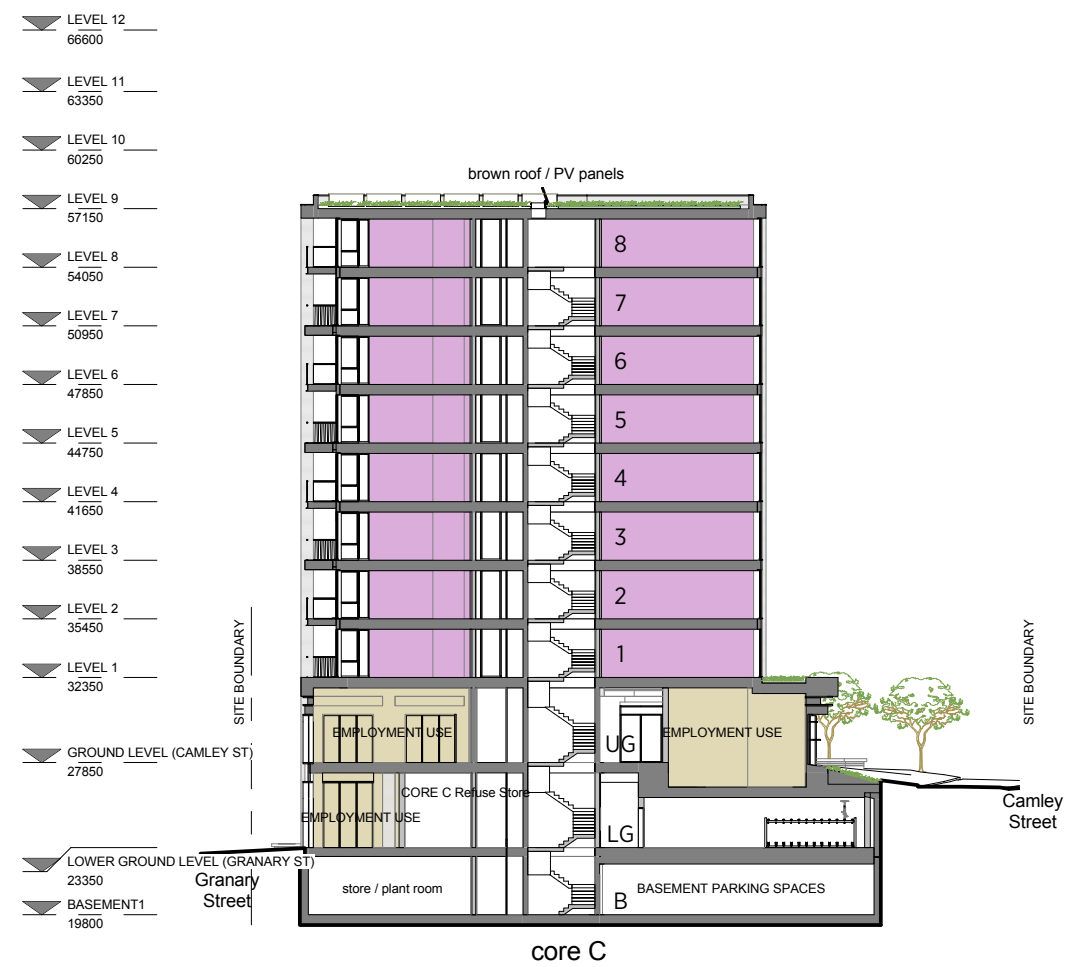 LEVEL 12
66600
LEVEL 11
63350
LEVEL 10
60250
LEVEL 9
57150
LEVEL 8
54050
LEVEL 7
50950
LEVEL 6
47850
LEVEL 5
44750
LEVEL 4
41650
LEVEL 3
38550
LEVEL 2
35450
LEVEL 1
32350
GROUND LEVEL (CAMLEY ST)
27850
LOWER GROUND LEVEL (GRANARY ST)
23350
BASEMENT1
19800
SITE BOUNDARY
Granary
Street
brown roof / PV panels
8
7
6
5
4
3
2
1
EMPLOYMENT USE
UG
EMPLOYMENT USE
CORE C Refuse Store
EMPLOYMENT USE
LG
store / plant room
B
BASEMENT PARKING SPACES
SITE BOUNDARY
Camley
Street
core C